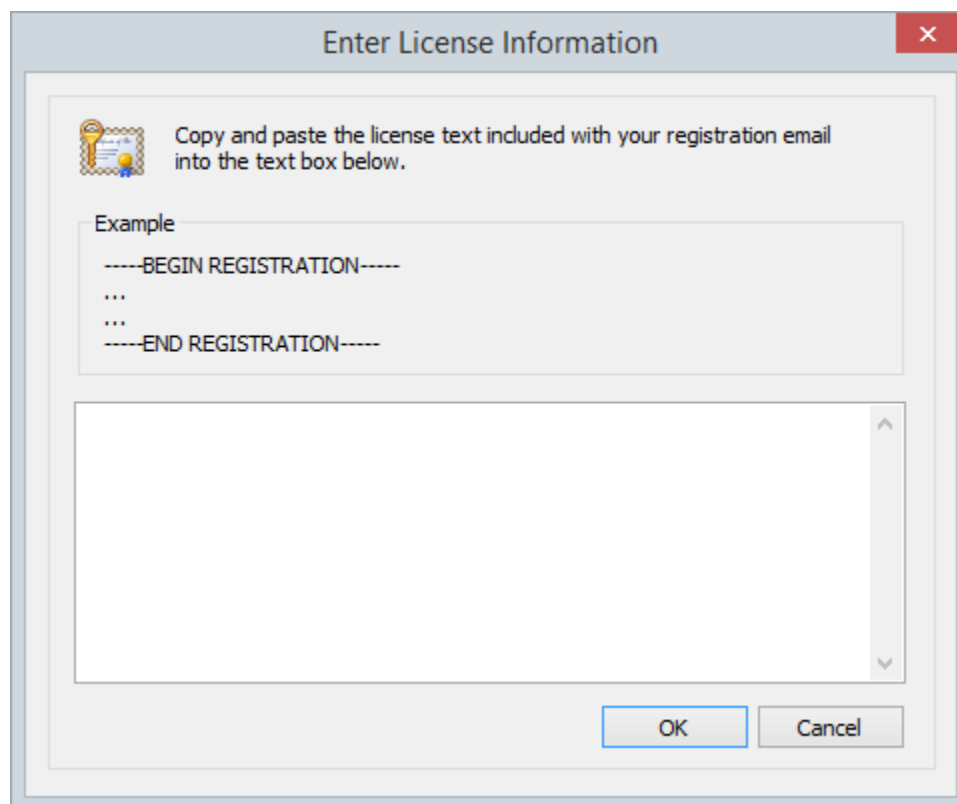 Enter License Information
Copy and paste the license text included with your registration email
into the text box below.
Example
-----BEGIN REGISTRATION-----
...
...
-----END REGISTRATION-----
OK
Cancel